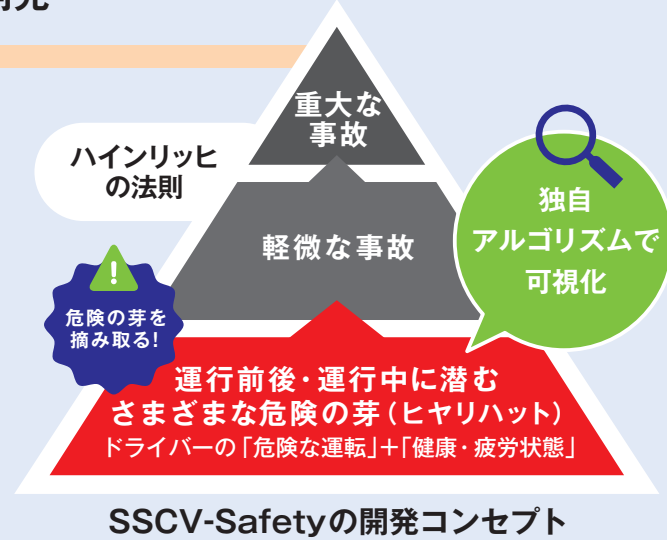 重大な
事故
ハインリッヒ
の法則
軽微な事故
独自
アルゴリズムで
可視化
!
危険の芽を
摘み取る!
運行前後・運行中に潜む
さまざまな危険の芽（ヒヤリハット）
ドライバーの「危険な運転」＋「健康・疲労状態」
SSCV-Safetyの開発コンセプト